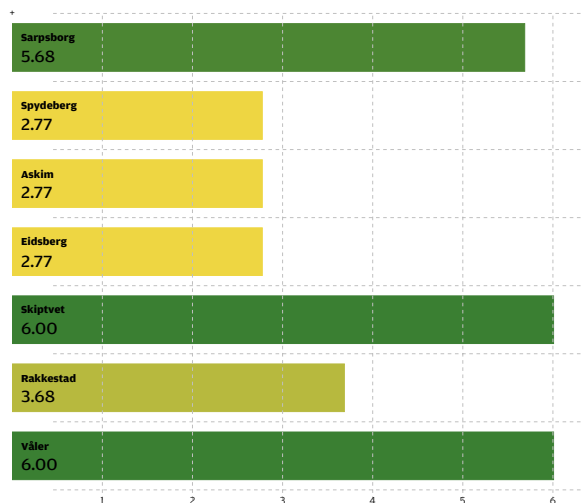 +
Sarpsborg
5.68
Spydeberg
2.77
Askim
2.77
Eidsberg
2.77
Skiptvet
6.00
Rakkestad
3.68
Våler
6.00
1 2 3 4 5 6